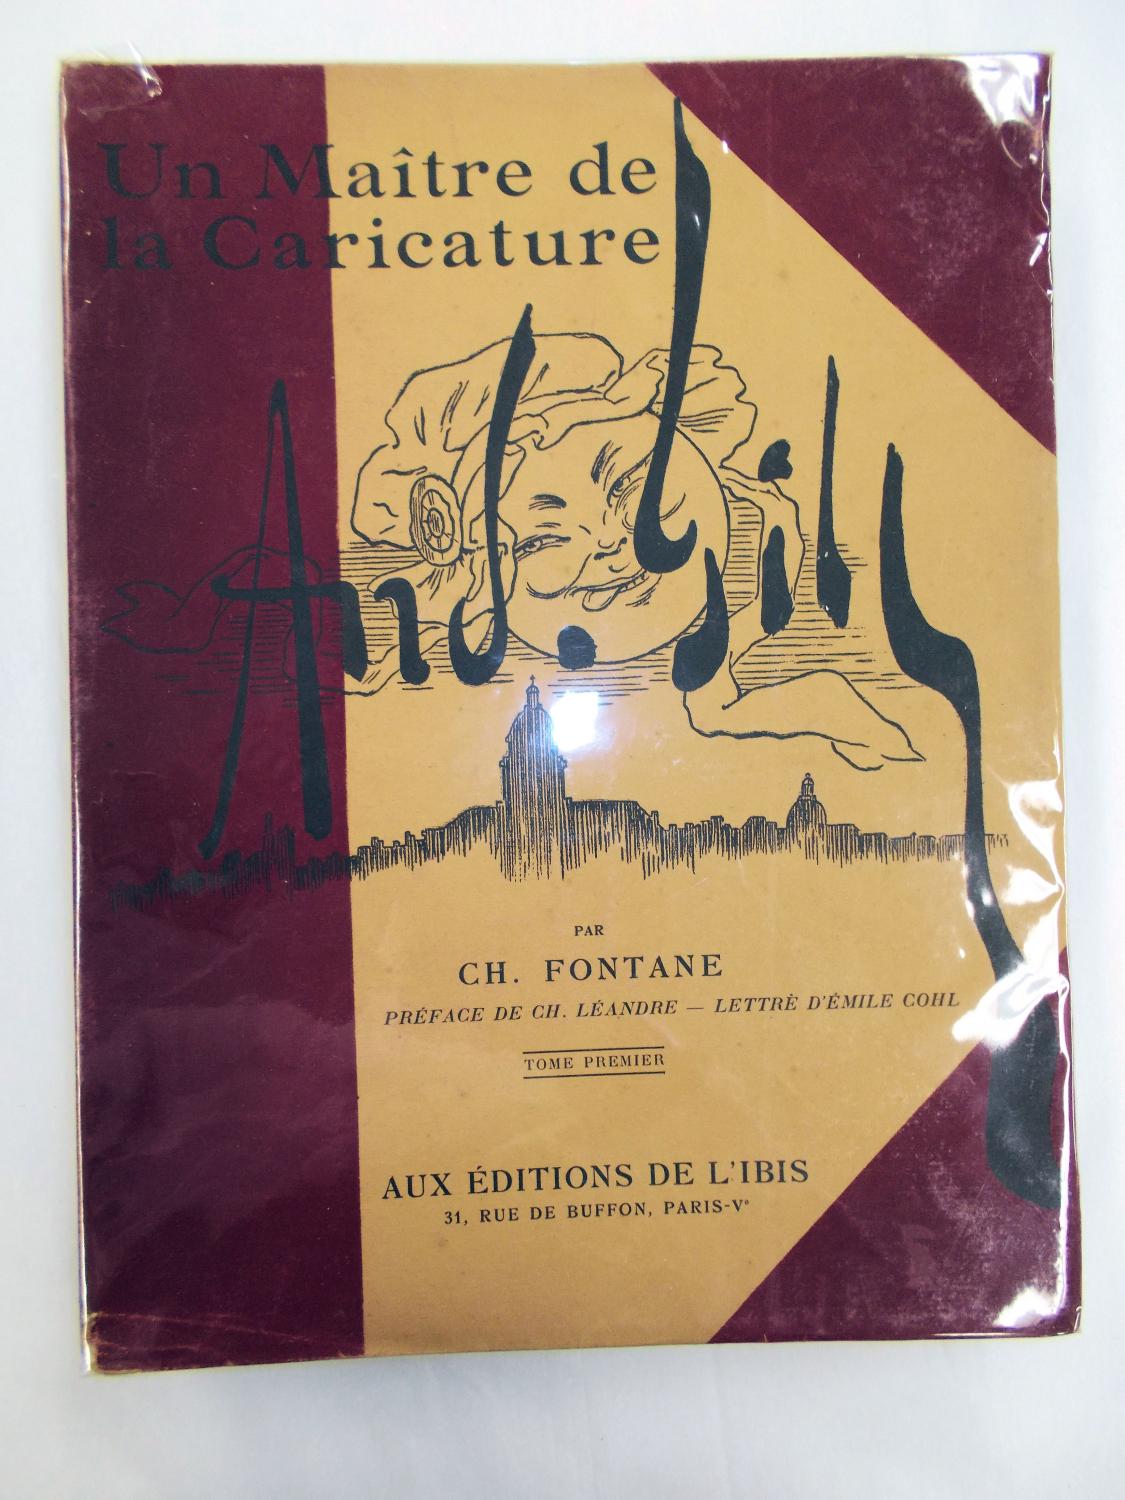 Un Maître de
la Caricature
And. Gill
PAR
CH. FONTANE
PRÉFACE DE CH. LÉANDRE — LETTRE D'ÉMILE COHL
TOME PREMIER
AUX ÉDITIONS DE L'IBIS
31, RUE DE BUFFON, PARIS-Vᵉ